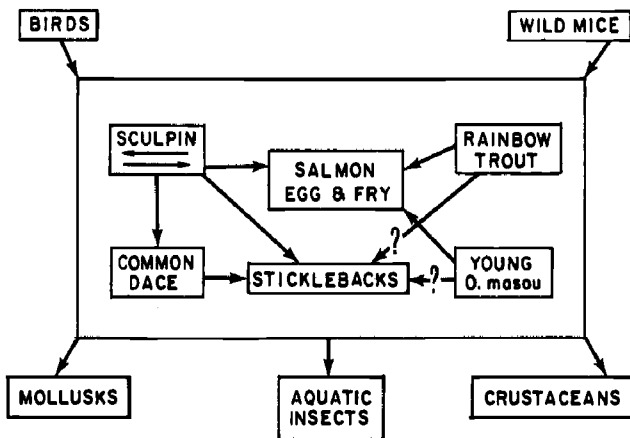 BIRDS
WILD MICE
SCULPIN
SALMON
EGG & FRY
RAINBOW
TROUT
?
COMMON
DACE
STICKLEBACKS
?
YOUNG
O. masou
MOLLUSKS
AQUATIC
INSECTS
CRUSTACEANS